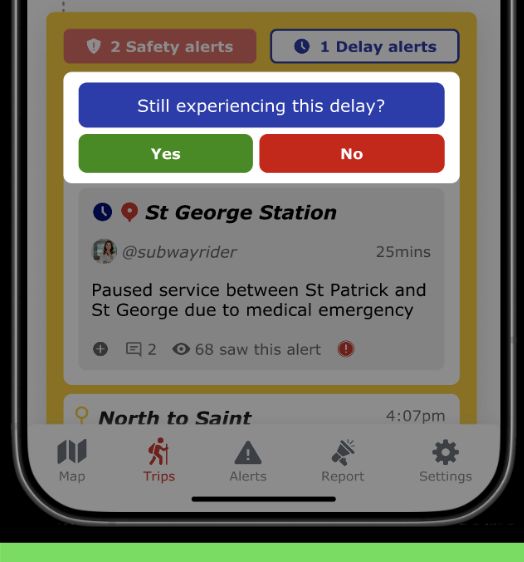 2 Safety alerts
1 Delay alerts
Still experiencing this delay?
Yes
No
St George Station
@subwayrider
25mins
Paused service between St Patrick and
St George due to medical emergency
2
68 saw this alert
North to Saint
4:07pm
Map
Trips
Alerts
Report
Settings